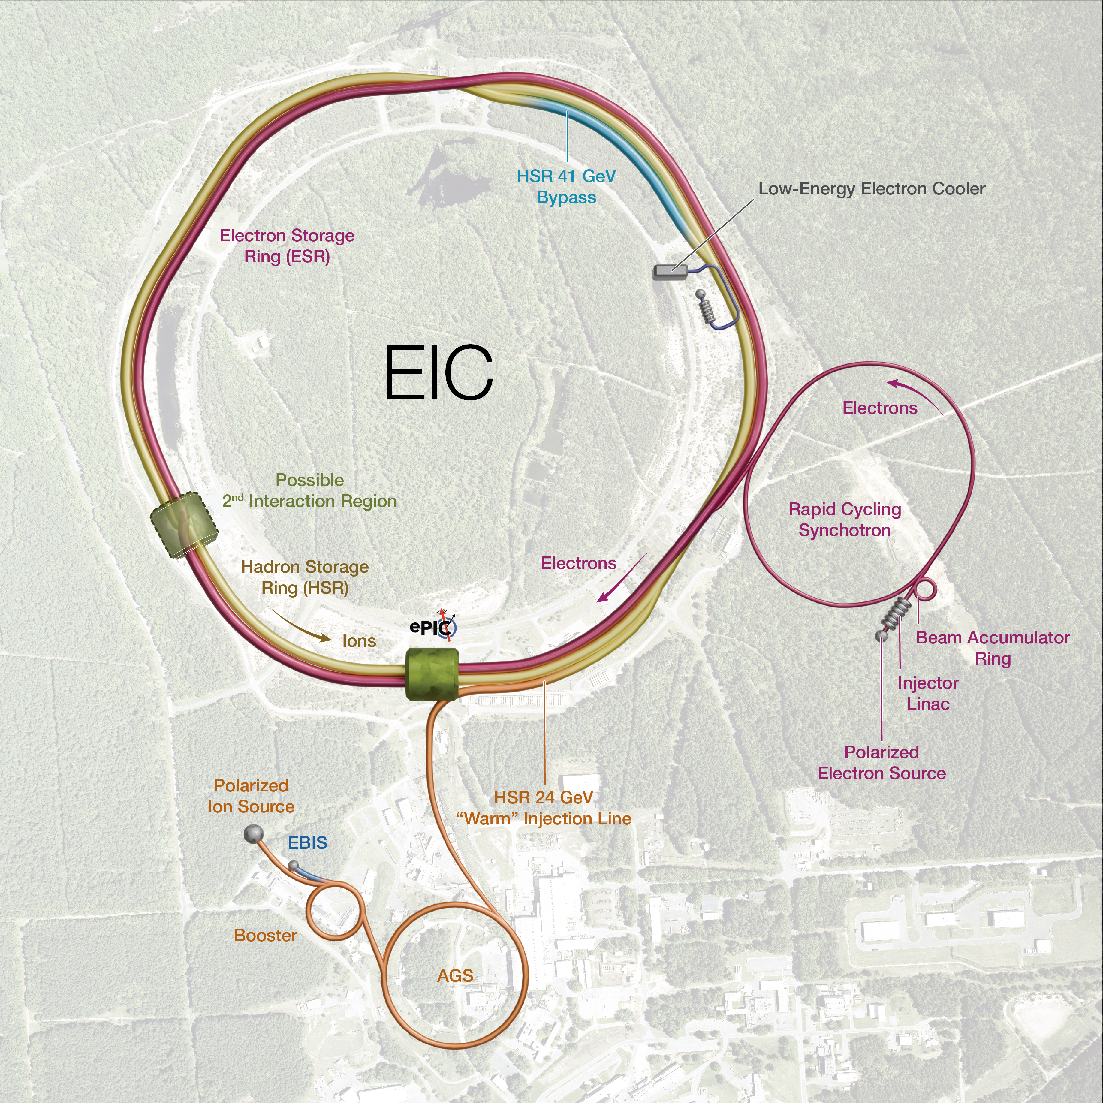 HSR 41 GeV
Bypass
Low-Energy Electron Cooler
Electron Storage
Ring (ESR)
EIC
Electrons
Possible
2nd Interaction Region
Rapid Cycling
Synchotron
Electrons
Hadron Storage
Ring (HSR)
Ions
ePIC
Beam Accumulator
Ring
Injector
Linac
Polarized
Electron Source
Polarized
Ion Source
HSR 24 GeV
“Warm” Injection Line
EBIS
Booster
AGS